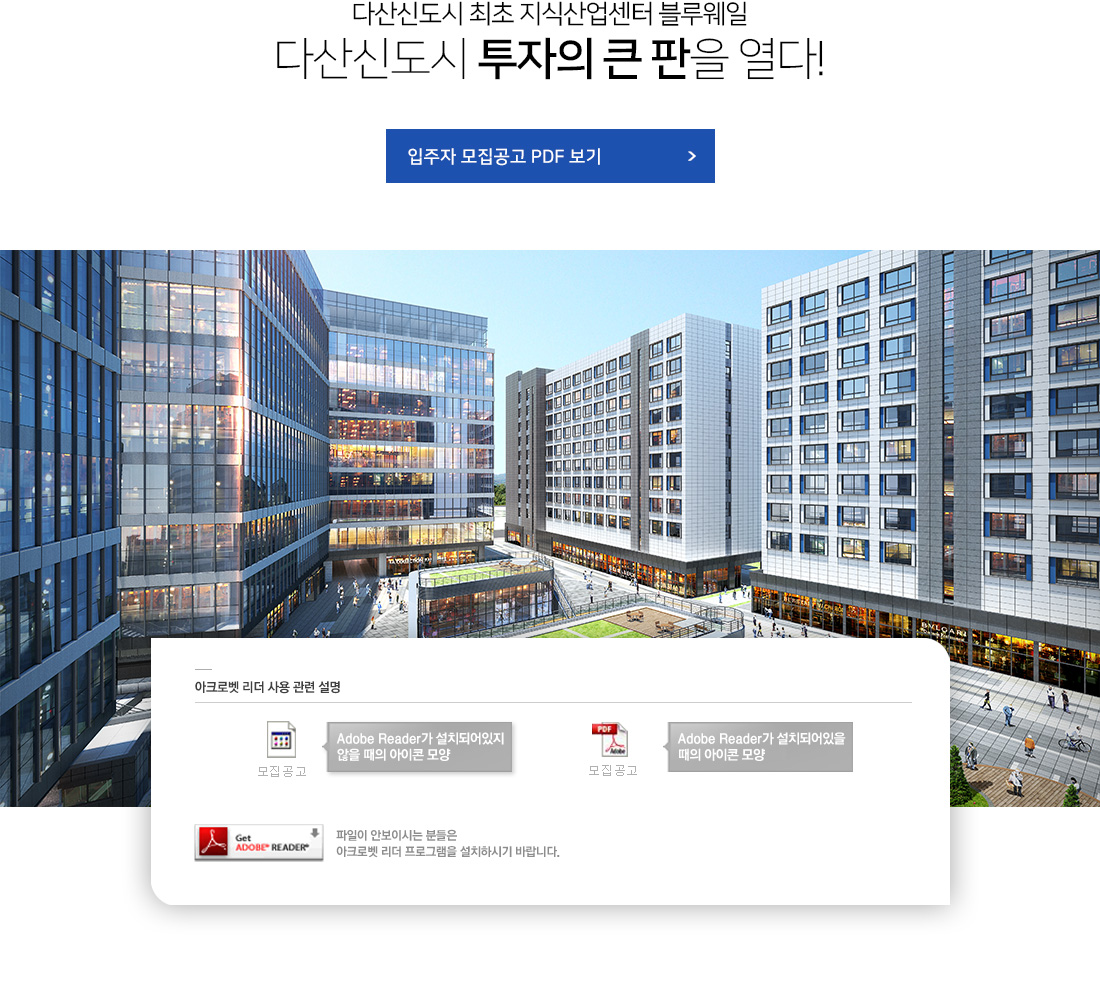 다산신도시 최초 지식산업센터 블루웨일
다산신도시 투자의 큰 판을 열다!
입주자 모집공고 PDF 보기
BVLGARI
아크로벳 리더 사용 관련 설명
모집공고
Adobe Reader가 설치되어있지
않을 때의 아이콘 모양
PDF
Adobe
모집공고
Adobe Reader가 설치되어있을
때의 아이콘 모양
Get
ADOBE® READER®
파일이 안보이시는 분들은
아크로벳 리더 프로그램을 설치하시기 바랍니다.